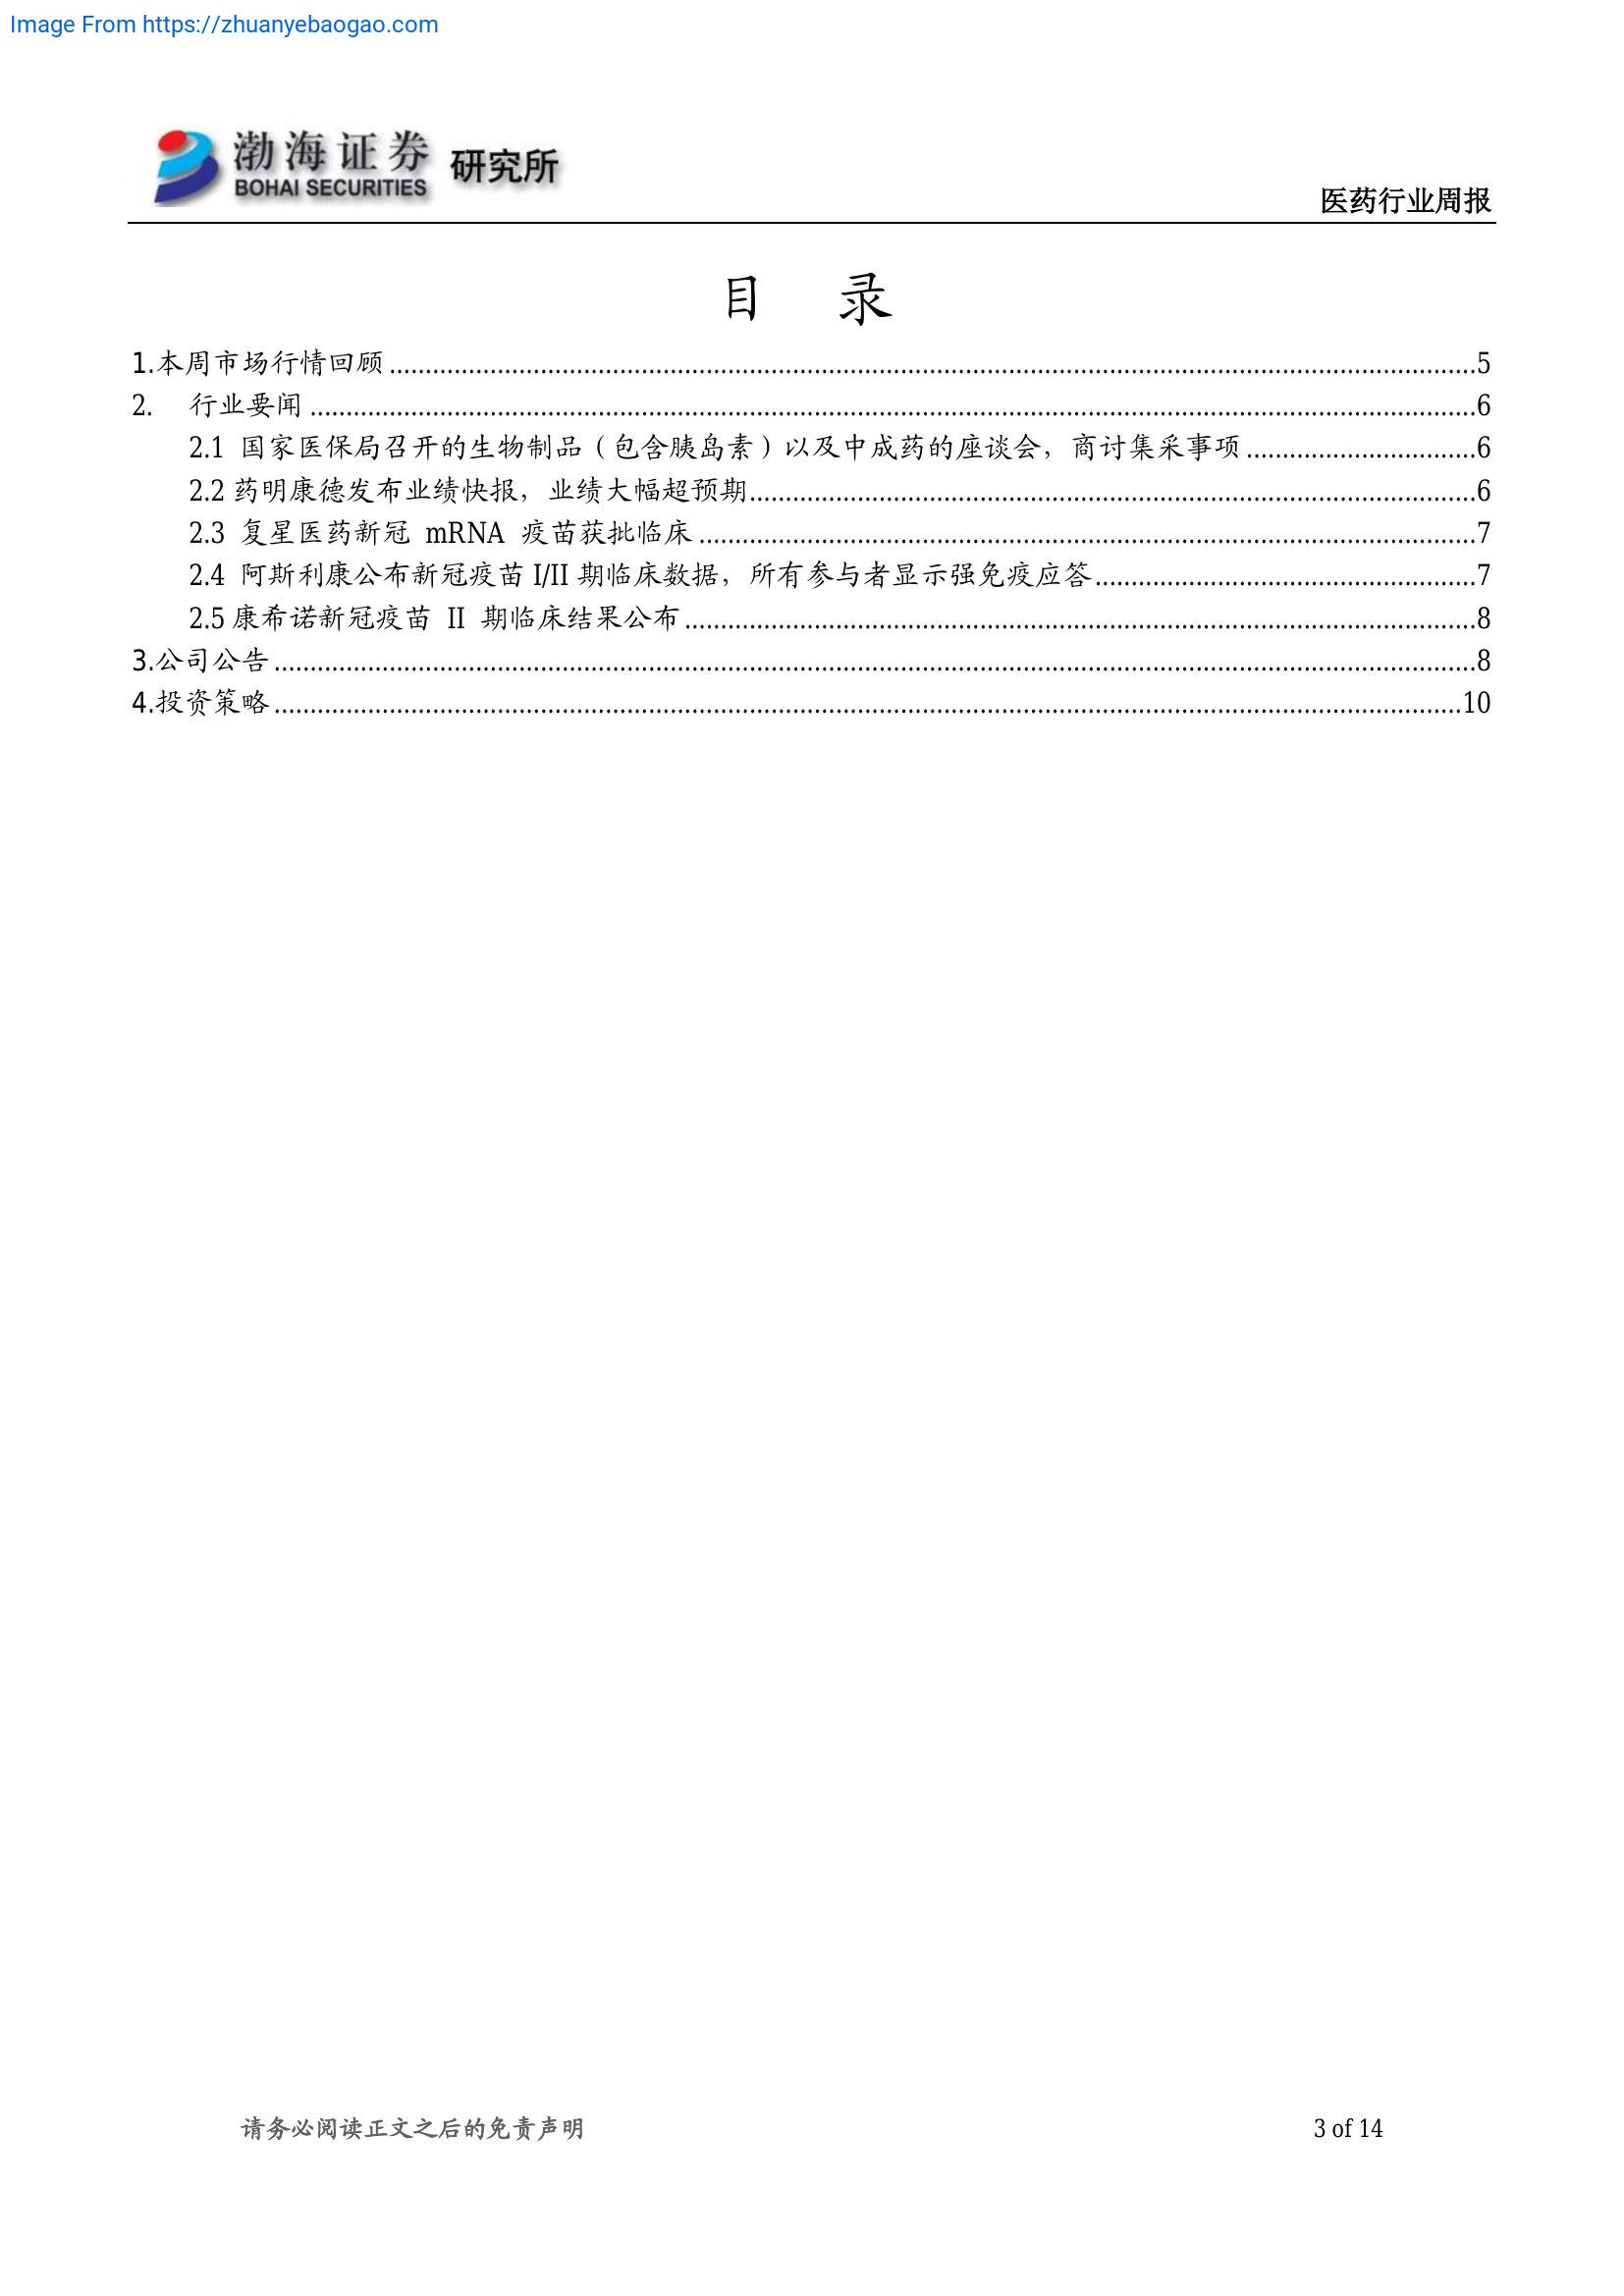 Image From https://zhuanyebaogao.com
渤海证券 研究所
BOHAI SECURITIES
医药行业周报
目 录
1.本周市场行情回顾 5
2. 行业要闻 6
2.1 国家医保局召开的生物制品（包含胰岛素）以及中成药的座谈会，商讨集采事项 6
2.2 药明康德发布业绩快报，业绩大幅超预期 6
2.3 复星医药新冠 mRNA 疫苗获批临床 7
2.4 阿斯利康公布新冠疫苗 I/II 期临床数据，所有参与者显示强免疫应答 7
2.5 康希诺新冠疫苗 II 期临床结果公布 8
3.公司公告 8
4.投资策略 10
请务必阅读正文之后的免责声明 3 of 14